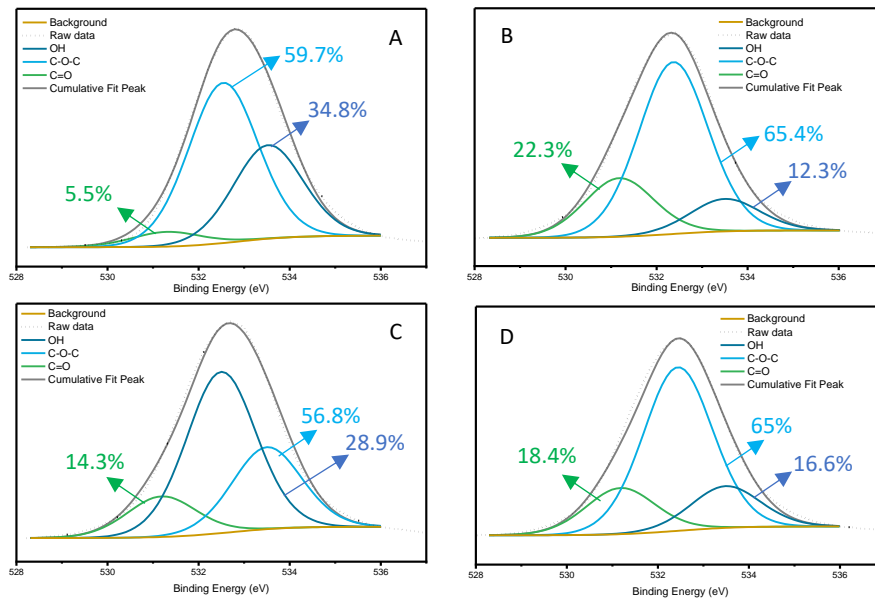 Background
Raw data
OH
C-O-C
C=O
Cumulative Fit Peak
A
59.7%
34.8%
5.5%
528 530 532 534 536
Binding Energy (eV)
Background
Raw data
OH
C-O-C
C=O
Cumulative Fit Peak
B
22.3%
65.4%
12.3%
528 530 532 534 536
Binding Energy (eV)
Background
Raw data
OH
C-O-C
C=O
Cumulative Fit Peak
C
56.8%
28.9%
14.3%
528 530 532 534 536
Binding Energy (eV)
Background
Raw data
OH
C-O-C
C=O
Cumulative Fit Peak
D
65%
18.4%
16.6%
528 530 532 534 536
Binding Energy (eV)